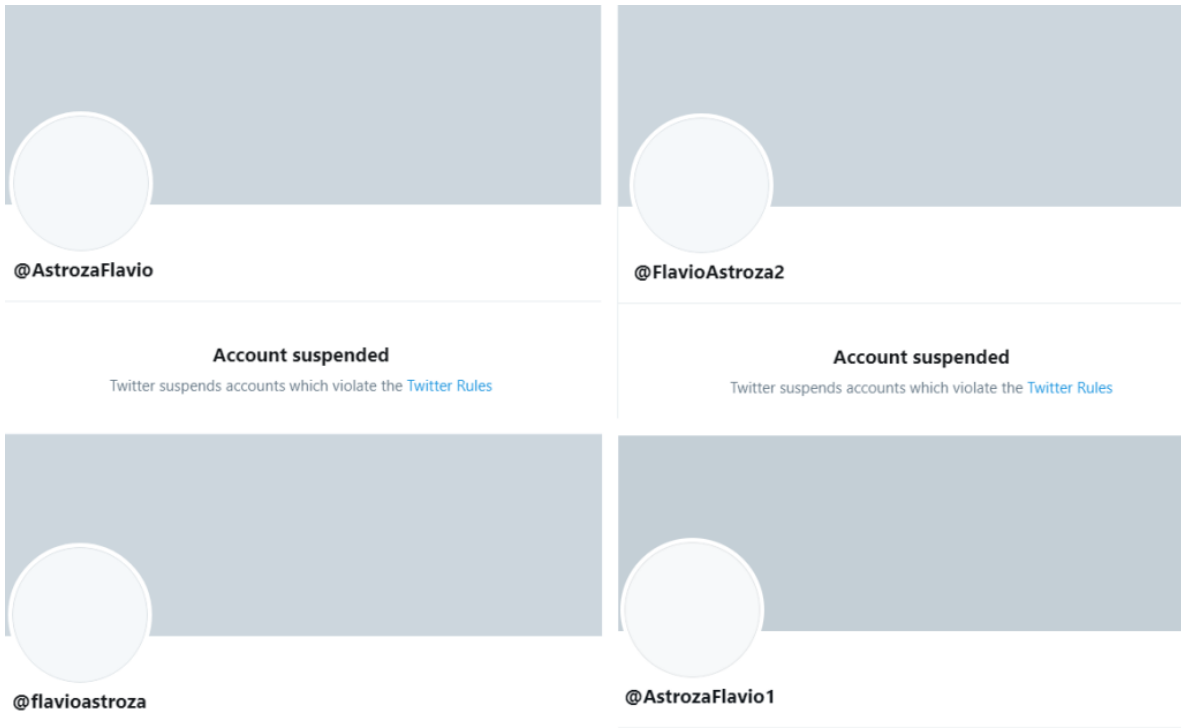 @AstrozaFlavio
Account suspended
Twitter suspends accounts which violate the Twitter Rules
@FlavioAstroza2
Account suspended
Twitter suspends accounts which violate the Twitter Rules
@flavioastroza
@AstrozaFlavio1